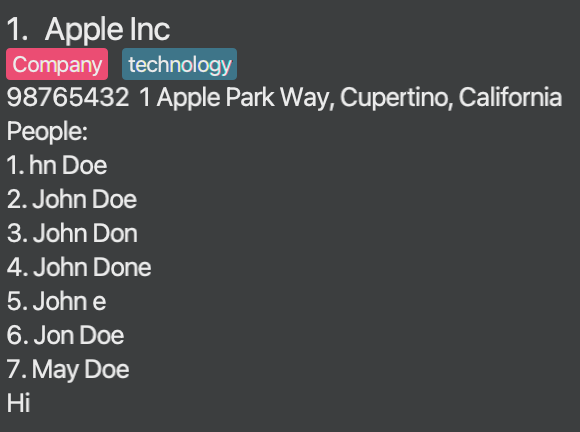 1. Apple Inc
Company technology
98765432 1 Apple Park Way, Cupertino, California
People:
1. hn Doe
2. John Doe
3. John Don
4. John Done
5. John e
6. Jon Doe
7. May Doe
Hi